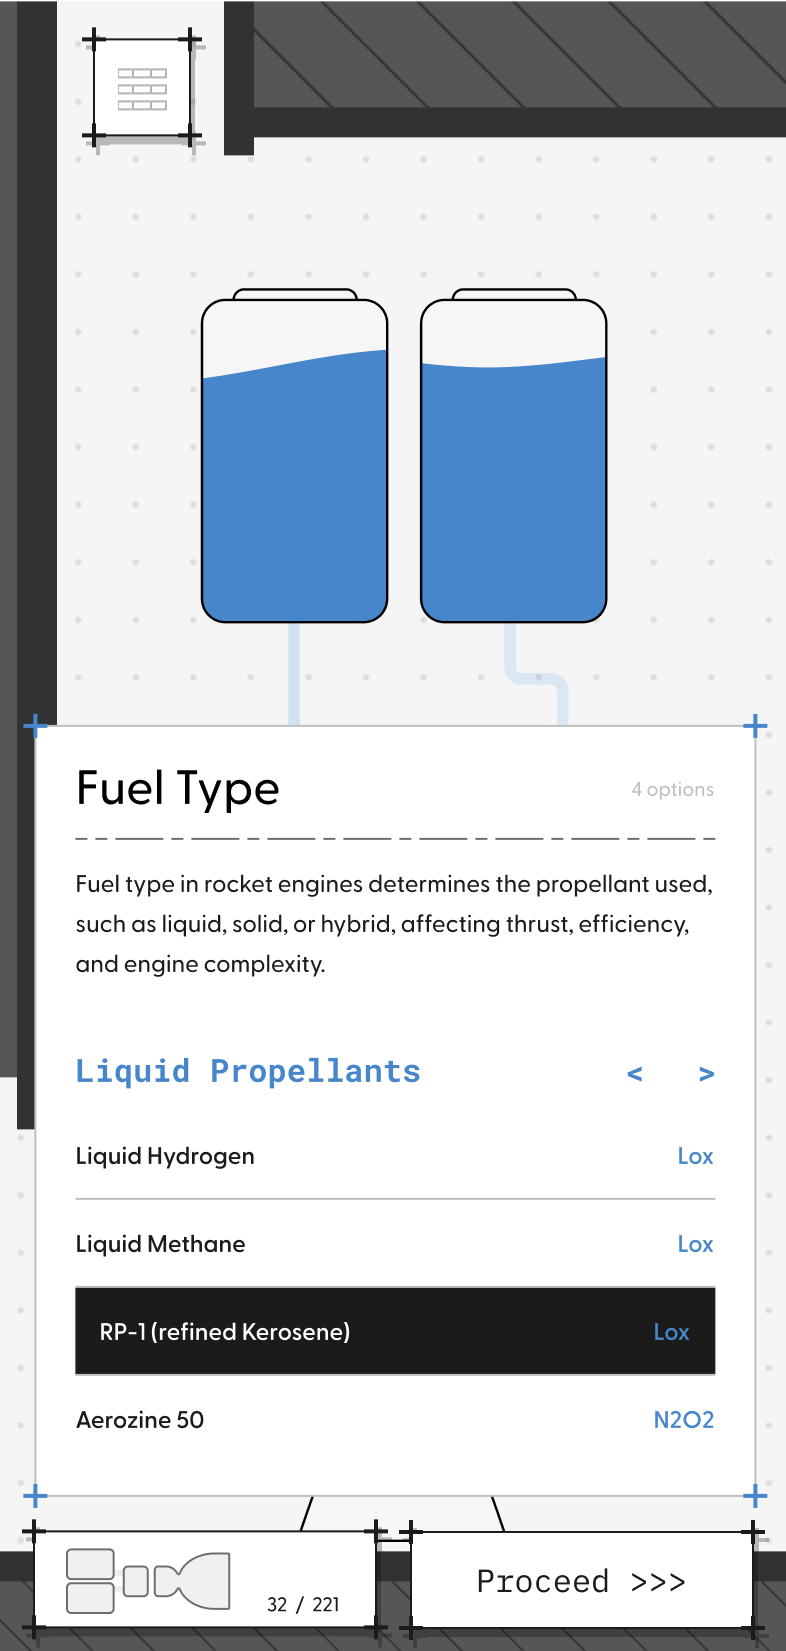 Fuel Type
4 options
Fuel type in rocket engines determines the propellant used,
such as liquid, solid, or hybrid, affecting thrust, efficiency,
and engine complexity.
Liquid Propellants < >
Liquid Hydrogen Lox
Liquid Methane Lox
RP-1 (refined Kerosene) Lox
Aerozine 50 N2O2
32 / 221
Proceed >>>